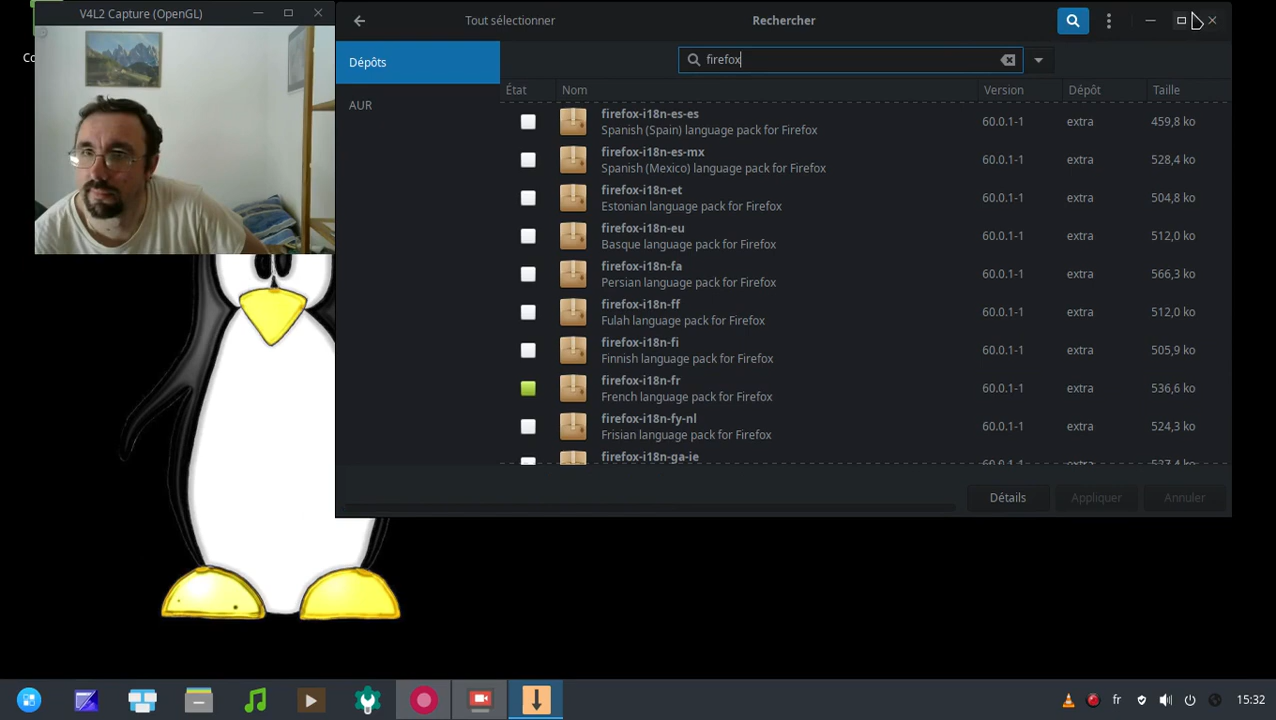 V4L2 Capture (OpenGL)
Tout sélectionner
Rechercher
Co
Dépôts
AUR
firefox
État Nom Version Dépôt Taille
firefox-i18n-es-es
Spanish (Spain) language pack for Firefox
60.0.1-1 extra 459,8 ko
firefox-i18n-es-mx
Spanish (Mexico) language pack for Firefox
60.0.1-1 extra 528,4 ko
firefox-i18n-et
Estonian language pack for Firefox
60.0.1-1 extra 504,8 ko
firefox-i18n-eu
Basque language pack for Firefox
60.0.1-1 extra 512,0 ko
firefox-i18n-fa
Persian language pack for Firefox
60.0.1-1 extra 566,3 ko
firefox-i18n-ff
Fulah language pack for Firefox
60.0.1-1 extra 512,0 ko
firefox-i18n-fi
Finnish language pack for Firefox
60.0.1-1 extra 505,9 ko
firefox-i18n-fr
French language pack for Firefox
60.0.1-1 extra 536,6 ko
firefox-i18n-fy-nl
Frisian language pack for Firefox
60.0.1-1 extra 524,3 ko
firefox-i18n-ga-ie
60.0.1-1 extra
Détails
Appliquer
Annuler
fr
15:32